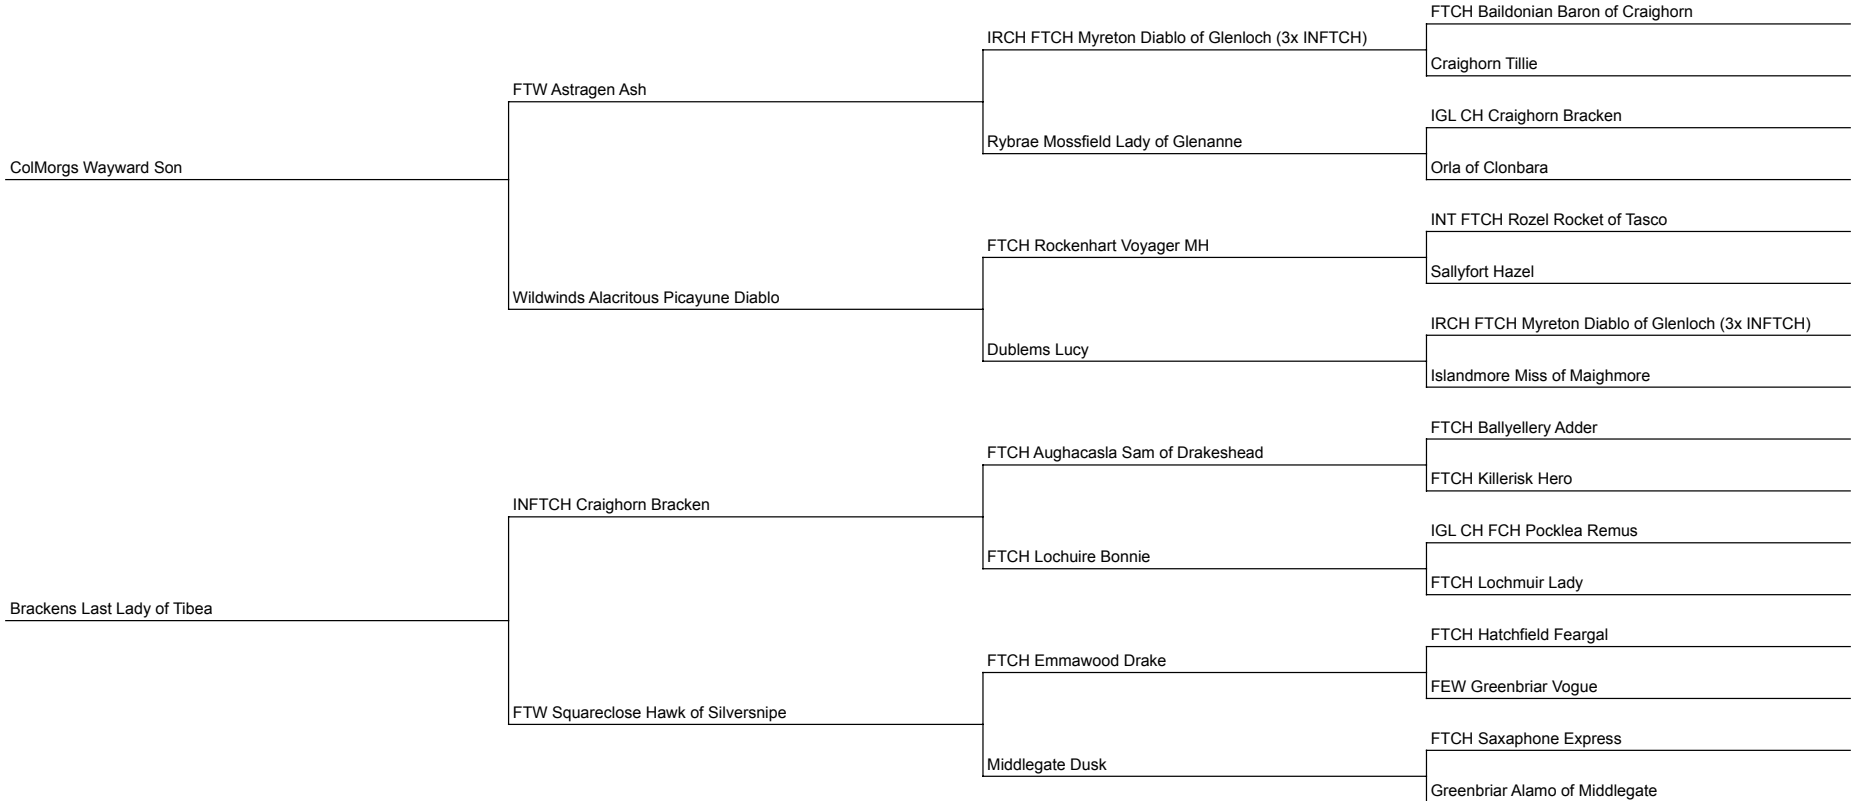 FTCH Baildonian Baron of Craighorn
IRCH FTCH Myreton Diablo of Glenloch (3x INFTCH)
Craighorn Tillie
FTW Astragen Ash
IGL CH Craighorn Bracken
Rybrae Mossfield Lady of Glenanne
ColMorgs Wayward Son
Orla of Clonbara
INT FTCH Rozel Rocket of Tasco
FTCH Rockenhart Voyager MH
Sallyfort Hazel
Wildwinds Alacritous Picayune Diablo
IRCH FTCH Myreton Diablo of Glenloch (3x INFTCH)
Dublems Lucy
Islandmore Miss of Maighmore
FTCH Ballyellery Adder
FTCH Aughacasla Sam of Drakeshead
FTCH Killerisk Hero
INFTCH Craighorn Bracken
IGL CH FCH Pocklea Remus
FTCH Lochuire Bonnie
FTCH Lochmuir Lady
Brackens Last Lady of Tibea
FTCH Hatchfield Feargal
FTCH Emmawood Drake
FEW Greenbriar Vogue
FTW Squareclose Hawk of Silversnipe
FTCH Saxaphone Express
Middlegate Dusk
Greenbriar Alamo of Middlegate